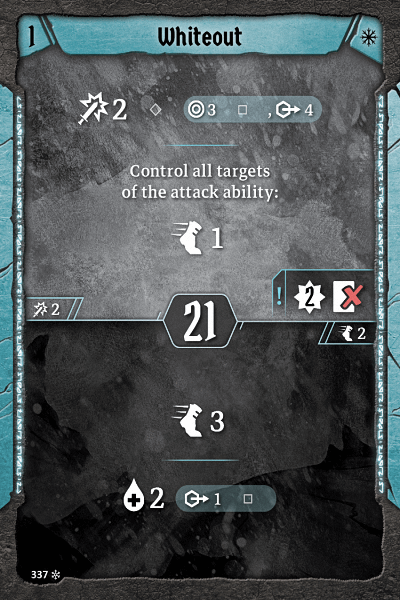 1 Whiteout
2 3 , 4
Control all targets
of the attack ability:
1
! 2
2 21 2
3
2 1
337